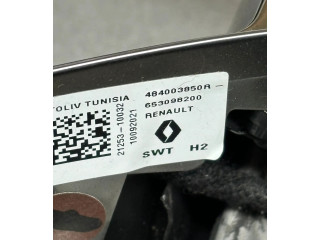 TOLIV TUNISIA
484003850R -
653098200
RENAULT
21253-10032
10092021
SWT H2